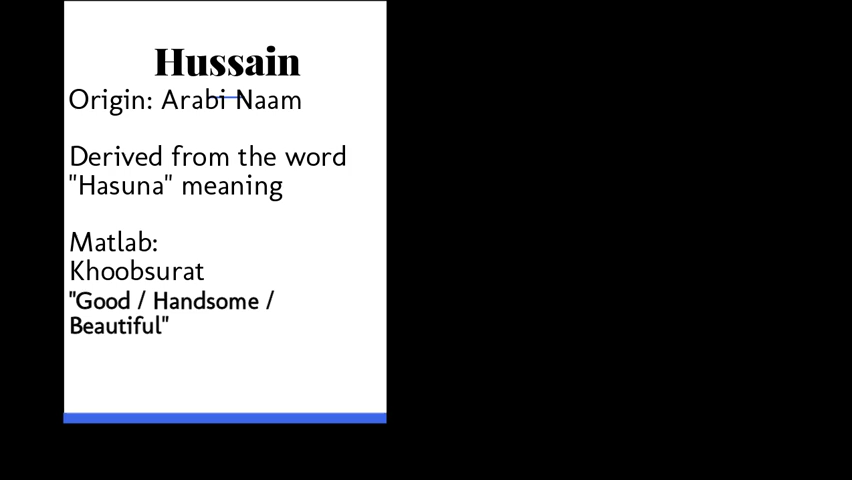 Hussain
Origin: Arabi Naam
Derived from the word
"Hasuna" meaning
Matlab:
Khoobsurat
"Good / Handsome /
Beautiful"